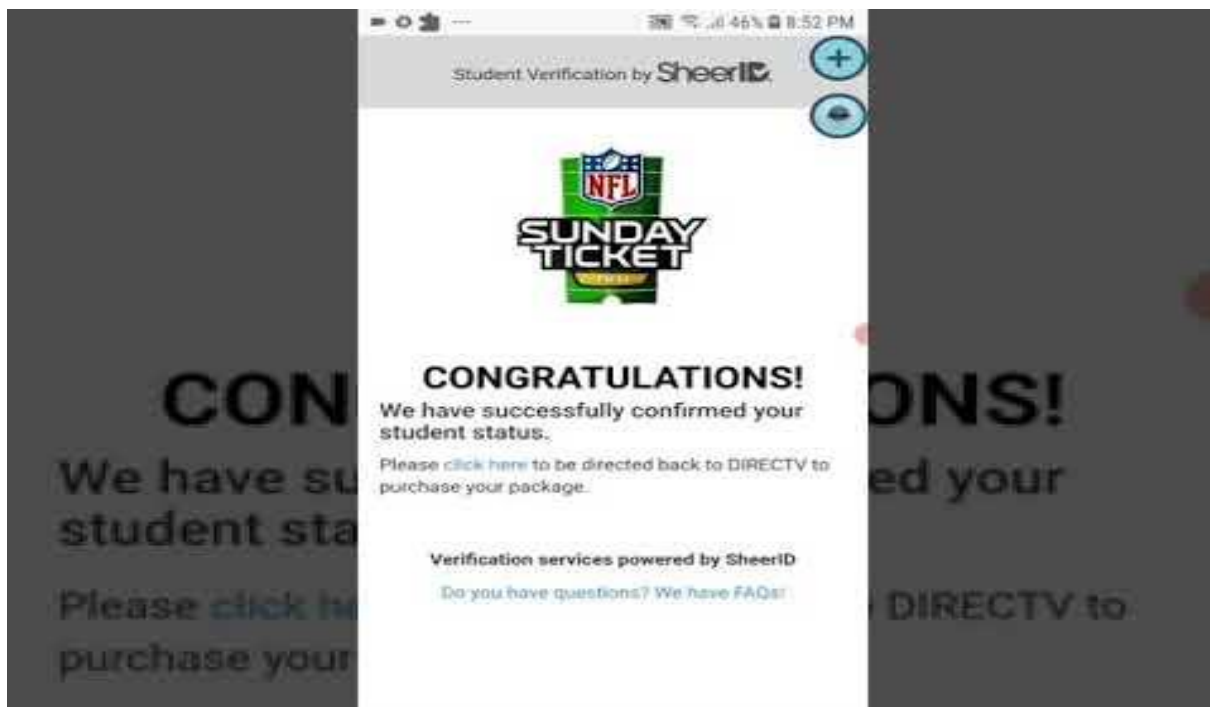 46% 8:52 PM
Student Verification by SheerID
NFL
SUNDAY
TICKET
CONGRATULATIONS!
We have successfully confirmed your
student status.
Please click here to be directed back to DIRECTV to
purchase your package.
Verification services powered by SheerID
Do you have questions? We have FAQs!
CON
ONS!
We have su
ed your
student sta
Please click he
DIRECTV to
purchase your